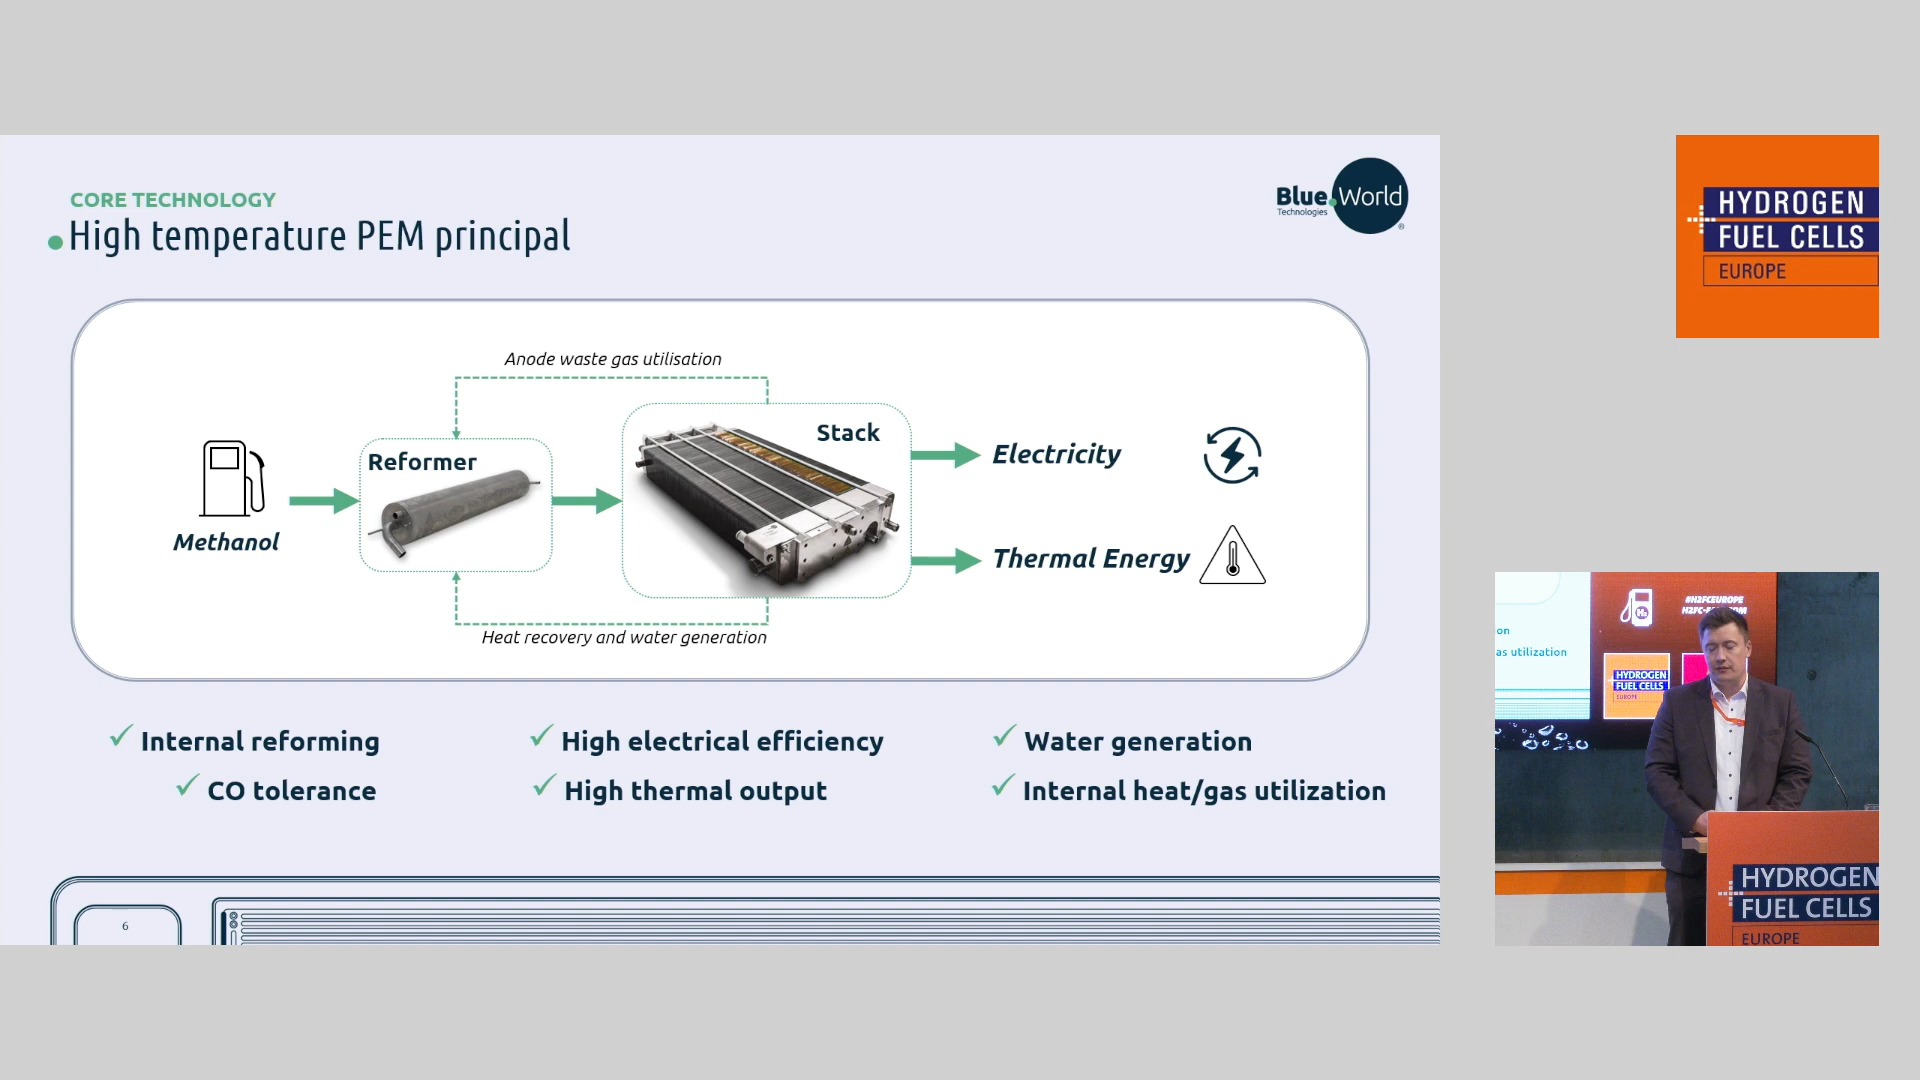 CORE TECHNOLOGY
High temperature PEM principal
Blue World
Technologies
®
Anode waste gas utilisation
Methanol
Reformer
Stack
Electricity
Thermal Energy
Heat recovery and water generation
Internal reforming
High electrical efficiency
Water generation
CO tolerance
High thermal output
Internal heat/gas utilization
6
HYDROGEN
FUEL CELLS
EUROPE
#H2FCEUROPE
H2
on
as utilization
HYDROGEN
FUEL CELLS
EUROPE
HYDROGEN
FUEL CELLS
EUROPE